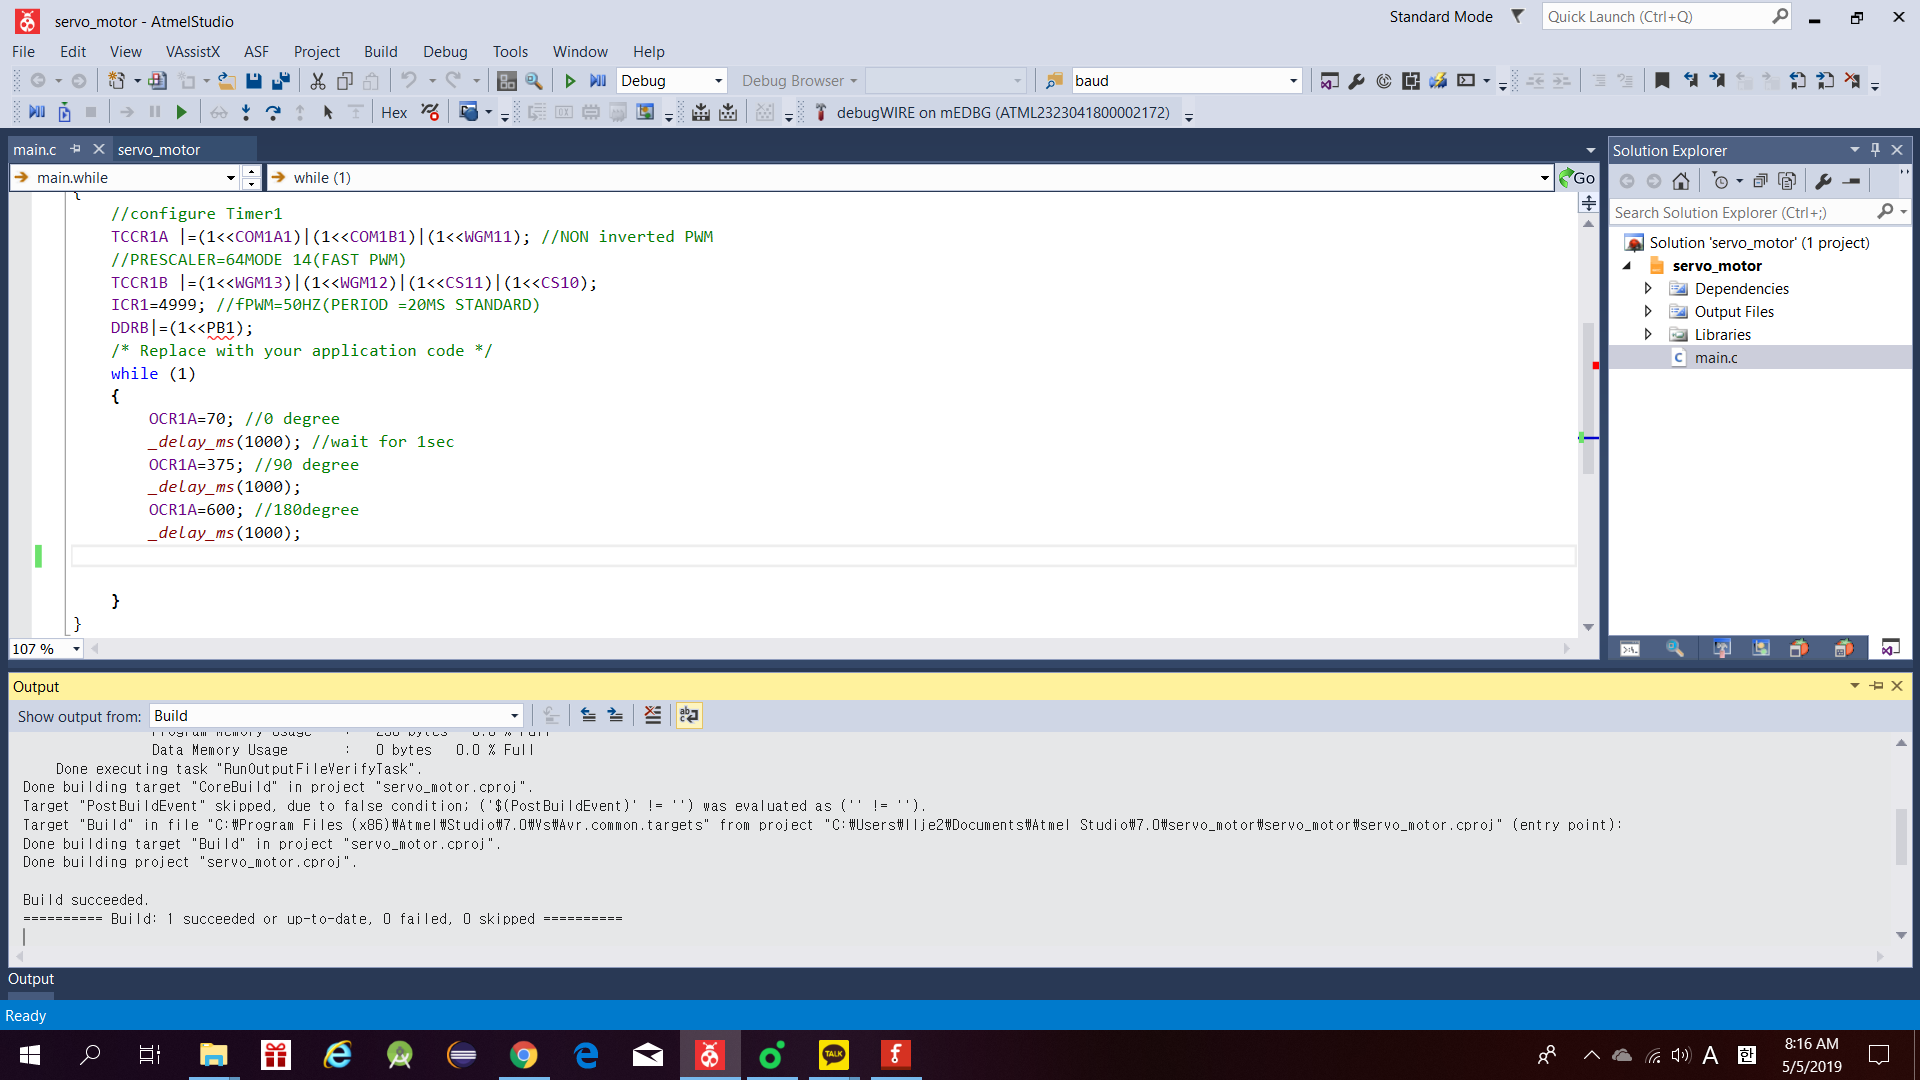 servo_motor - AtmelStudio
Standard Mode
Quick Launch (Ctrl+Q)
File Edit View VAssistX ASF Project Build Debug Tools Window Help
Debug
Debug Browser
baud
Hex
debugWIRE on mEDBG (ATML2323041800002172)
main.c
servo_motor
main.while
while (1)
Go
{
//configure Timer1
TCCR1A |=(1<<COM1A1)|(1<<COM1B1)|(1<<WGM11); //NON inverted PWM
//PRESCALER=64MODE 14(FAST PWM)
TCCR1B |=(1<<WGM13)|(1<<WGM12)|(1<<CS11)|(1<<CS10);
ICR1=4999; //fPWM=50HZ(PERIOD =20MS STANDARD)
DDRB|=(1<<PB1);
/* Replace with your application code */
while (1)
{
OCR1A=70; //0 degree
_delay_ms(1000); //wait for 1sec
OCR1A=375; //90 degree
_delay_ms(1000);
OCR1A=600; //180degree
_delay_ms(1000);
}
}
107 %
Solution Explorer
Search Solution Explorer (Ctrl+;)
Solution 'servo_motor' (1 project)
servo_motor
Dependencies
Output Files
Libraries
main.c
Output
Show output from: Build
Program Memory Usage : bytes % Full
Data Memory Usage : 0 bytes 0.0 % Full
Done executing task "RunOutputFileVerifyTask".
Done building target "CoreBuild" in project "servo_motor.cproj".
Target "PostBuildEvent" skipped, due to false condition; ('$(PostBuildEvent)' != '') was evaluated as ('' != '').
Target "Build" in file "C:₩Program Files (x86)₩Atmel₩Studio₩7.0₩Vs₩Avr.common.targets" from project "C:₩Users₩llje2₩Documents₩Atmel Studio₩7.0₩servo_motor₩servo_motor₩servo_motor.cproj" (entry point):
Done building target "Build" in project "servo_motor.cproj".
Done building project "servo_motor.cproj".
Build succeeded.
========== Build: 1 succeeded or up-to-date, 0 failed, 0 skipped ==========
Output
Ready
TALK
A
한
8:16 AM
5/5/2019